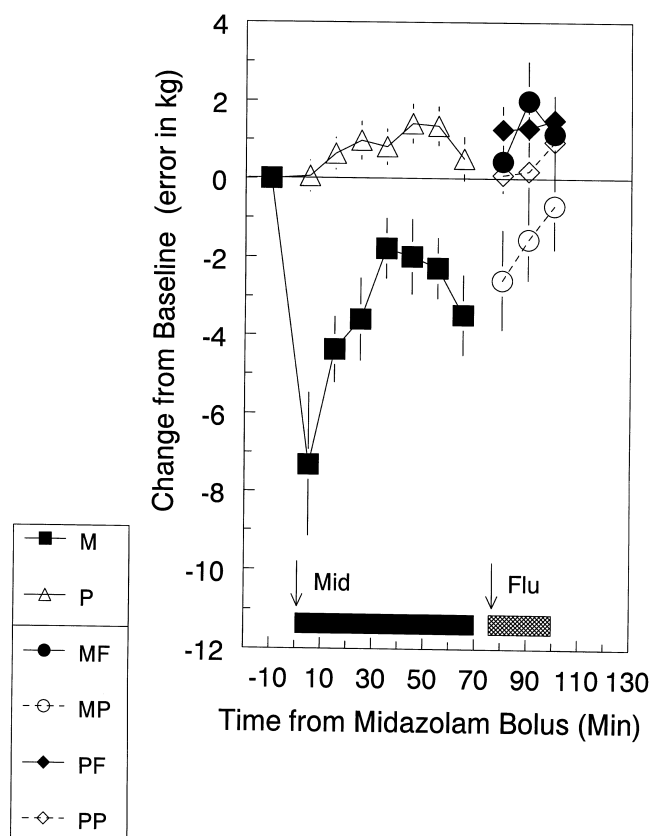 4
2
0
-2
-4
-6
-8
-10
-12
Change from Baseline (error in kg)
Mid
Flu
-10 10 30 50 70 90 110 130
Time from Midazolam Bolus (Min)
M
P
MF
MP
PF
PP